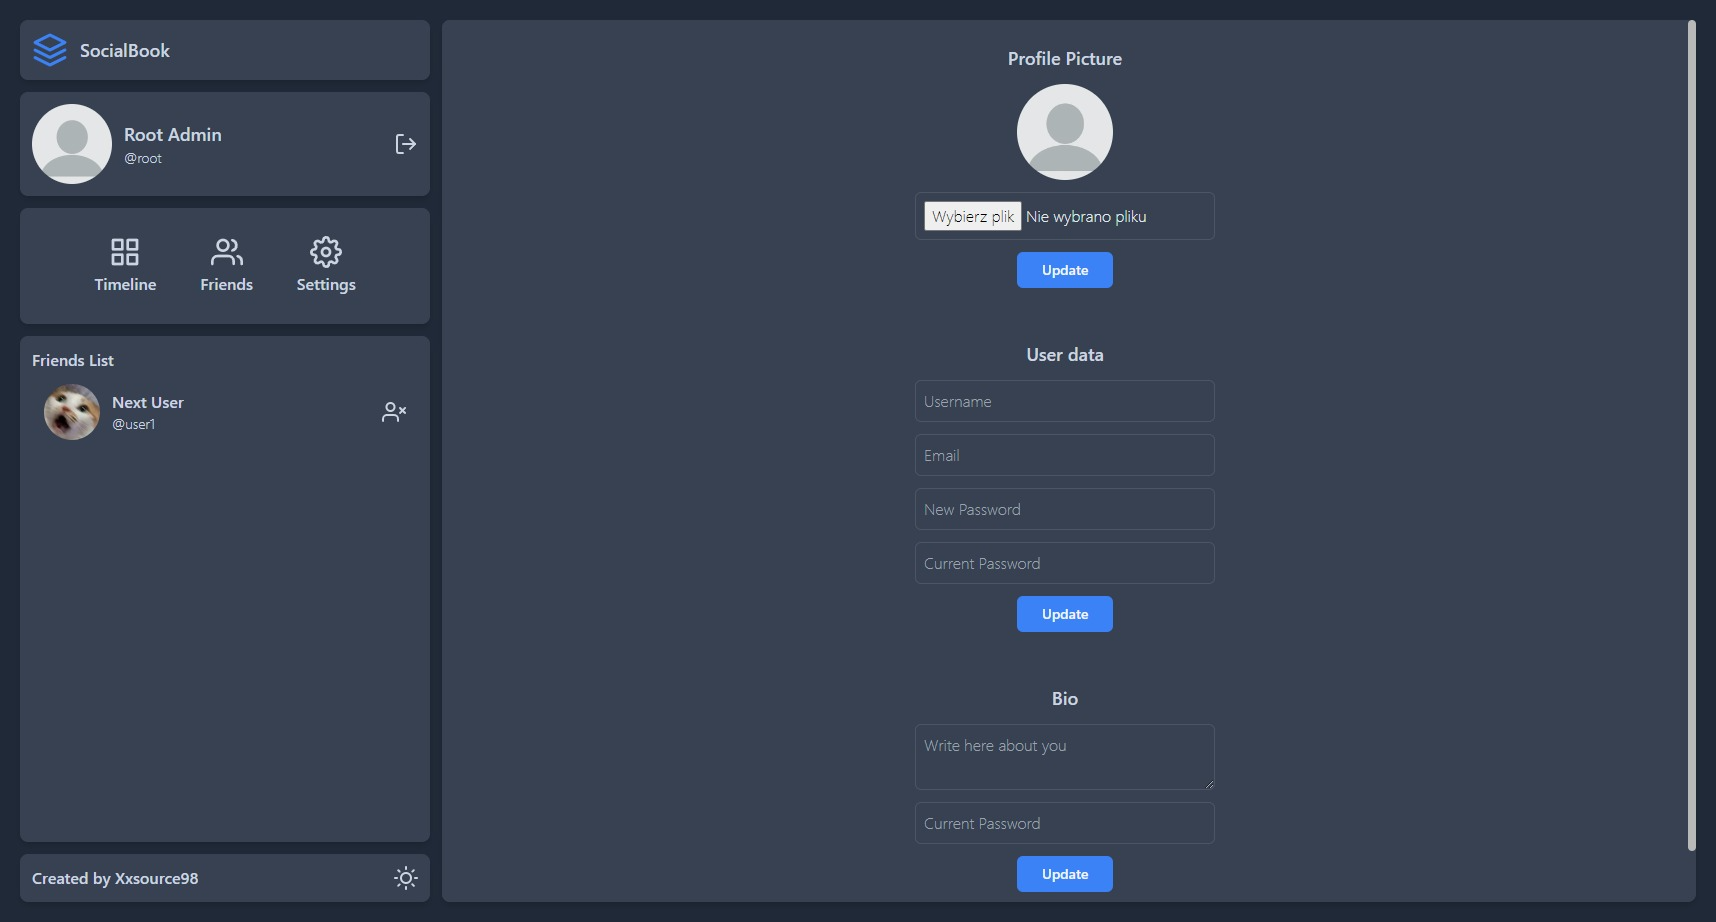 SocialBook
Root Admin
@root
Timeline
Friends
Settings
Friends List
Next User
@user1
Created by Xxsource98
Profile Picture
Wybierz plik Nie wybrano pliku
Update
User data
Username
Email
New Password
Current Password
Update
Bio
Write here about you
Current Password
Update